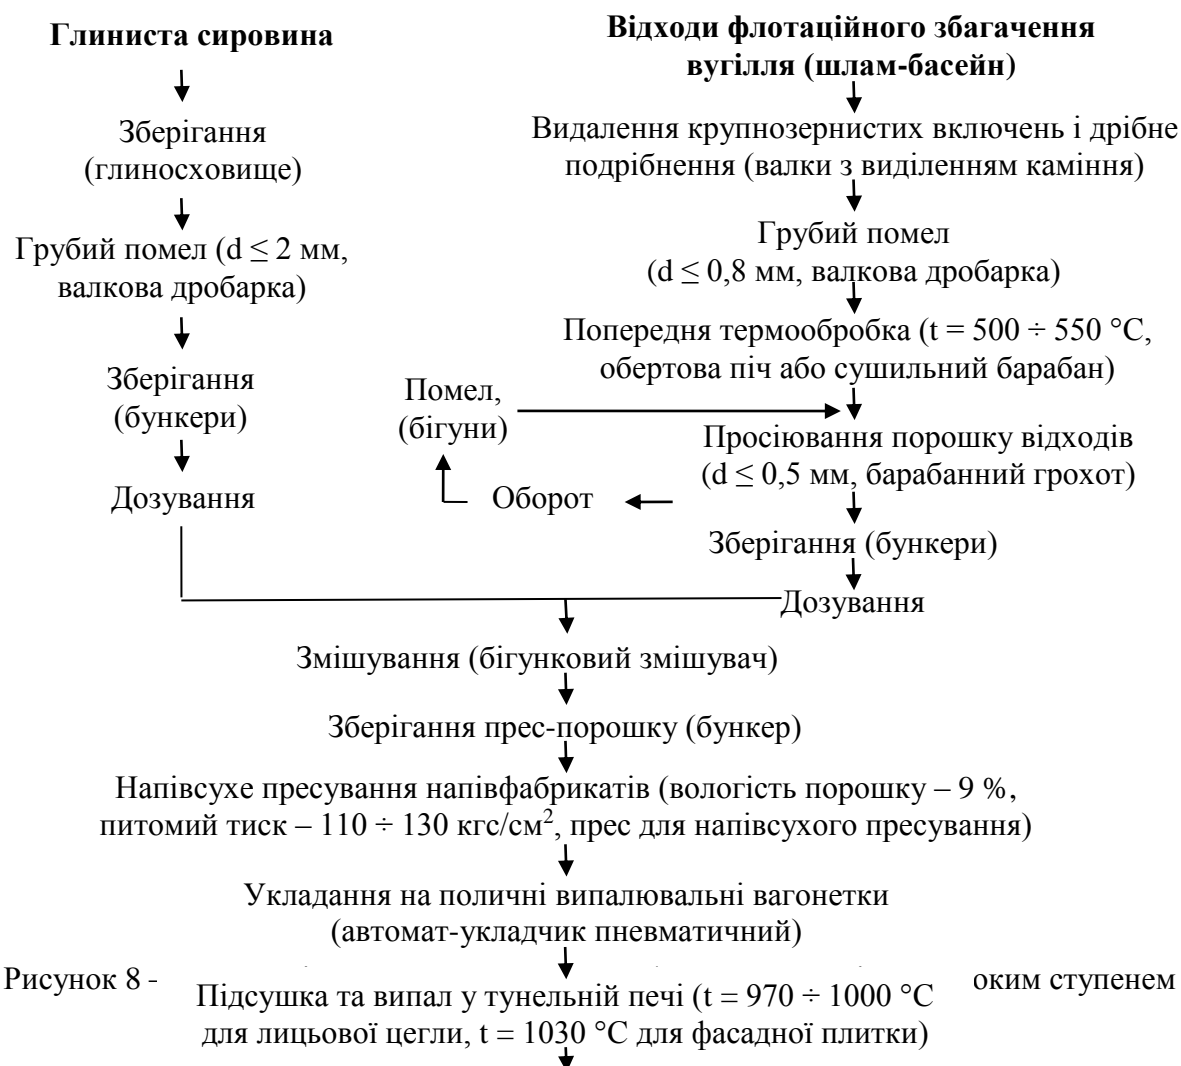 Глиниста сировина
Зберігання
(глиносховище)
Грубий помел (d ≤ 2 мм,
валкова дробарка)
Зберігання
(бункери)
Дозування
Відходи флотаційного збагачення
вугілля (шлам-басейн)
Видалення крупнозернистих включень і дрібне
подрібнення (валки з виділенням каміння)
Грубий помел
(d ≤ 0,8 мм, валкова дробарка)
Попередня термообробка (t = 500 ÷ 550 °С,
обертова піч або сушильний барабан)
Помел,
(бігуни)
Просіювання порошку відходів
(d ≤ 0,5 мм, барабанний грохот)
Оборот
Зберігання (бункери)
Дозування
Змішування (бігунковий змішувач)
Зберігання прес-порошку (бункер)
Напівсухе пресування напівфабрикатів (вологість порошку – 9 %,
питомий тиск – 110 ÷ 130 кгс/см², прес для напівсухого пресування)
Укладання на поличні випалювальні вагонетки
(автомат-укладчик пневматичний)
Рисунок 8 - оким ступенем
Підсушка та випал у тунельній печі (t = 970 ÷ 1000 °С
для лицьової цегли, t = 1030 °С для фасадної плитки)